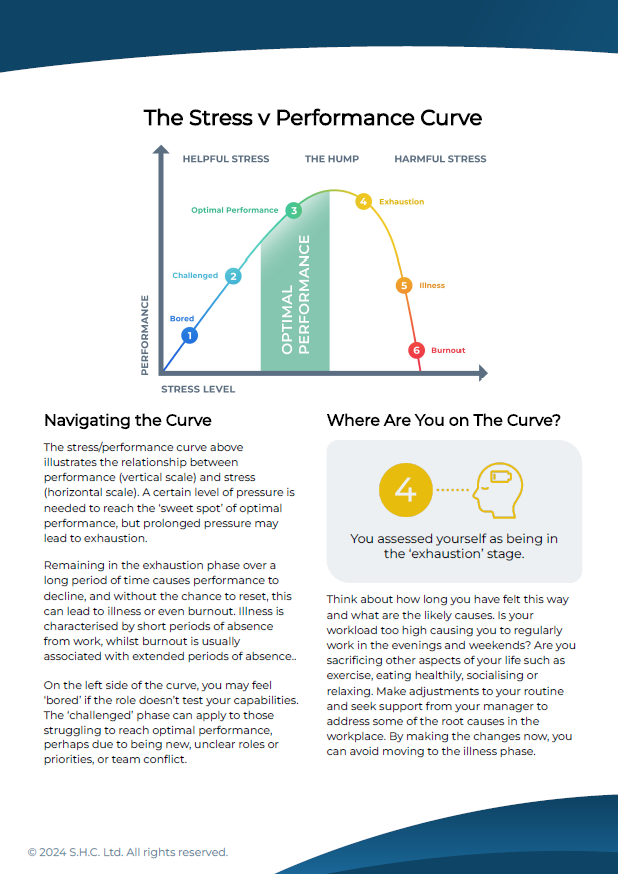 The Stress v Performance Curve
HELPFUL STRESS
THE HUMP
HARMFUL STRESS
PERFORMANCE
STRESS LEVEL
1
Bored
2
Challenged
3
Optimal Performance
OPTIMAL
PERFORMANCE
4
Exhaustion
5
Illness
6
Burnout
Navigating the Curve
The stress/performance curve above
illustrates the relationship between
performance (vertical scale) and stress
(horizontal scale). A certain level of pressure is
needed to reach the ‘sweet spot’ of optimal
performance, but prolonged pressure may
lead to exhaustion.
Remaining in the exhaustion phase over a
long period of time causes performance to
decline, and without the chance to reset, this
can lead to illness or even burnout. Illness is
characterised by short periods of absence
from work, whilst burnout is usually
associated with extended periods of absence..
On the left side of the curve, you may feel
‘bored’ if the role doesn’t test your capabilities.
The ‘challenged’ phase can apply to those
struggling to reach optimal performance,
perhaps due to being new, unclear roles or
priorities, or team conflict.
Where Are You on The Curve?
4
You assessed yourself as being in
the ‘exhaustion’ stage.
Think about how long you have felt this way
and what are the likely causes. Is your
workload too high causing you to regularly
work in the evenings and weekends? Are you
sacrificing other aspects of your life such as
exercise, eating healthily, socialising or
relaxing. Make adjustments to your routine
and seek support from your manager to
address some of the root causes in the
workplace. By making the changes now, you
can avoid moving to the illness phase.
© 2024 S.H.C. Ltd. All rights reserved.